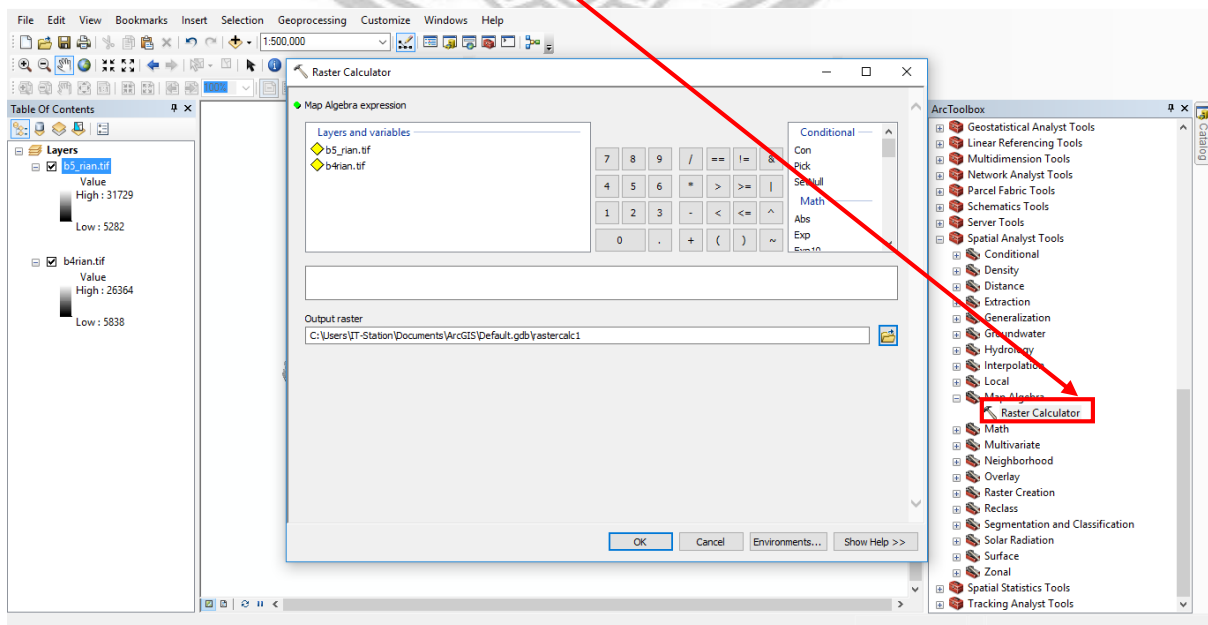 File Edit View Bookmarks Insert Selection Geoprocessing Customize Windows Help
1:500,000
100%
Table Of Contents
Layers
b5_rian.tif
Value
High : 31729
Low : 5282
b4rian.tif
Value
High : 26364
Low : 5838
Raster Calculator
Map Algebra expression
Layers and variables
b5_rian.tif
b4rian.tif
7 8 9 / == != &
4 5 6 * > >= |
1 2 3 - < <= ^
0 . + ( ) ~
Conditional
Con
Pick
SetNull
Math
Abs
Exp
Exp10
Output raster
C:\Users\IT-Station\Documents\ArcGIS\Default.gdb\rastercalc1
OK Cancel Environments... Show Help >>
ArcToolbox
Geostatistical Analyst Tools
Linear Referencing Tools
Multidimension Tools
Network Analyst Tools
Parcel Fabric Tools
Schematics Tools
Server Tools
Spatial Analyst Tools
Conditional
Density
Distance
Extraction
Generalization
Groundwater
Hydrology
Interpolation
Local
Map Algebra
Raster Calculator
Math
Multivariate
Neighborhood
Overlay
Raster Creation
Reclass
Segmentation and Classification
Solar Radiation
Surface
Zonal
Spatial Statistics Tools
Tracking Analyst Tools
Catalog